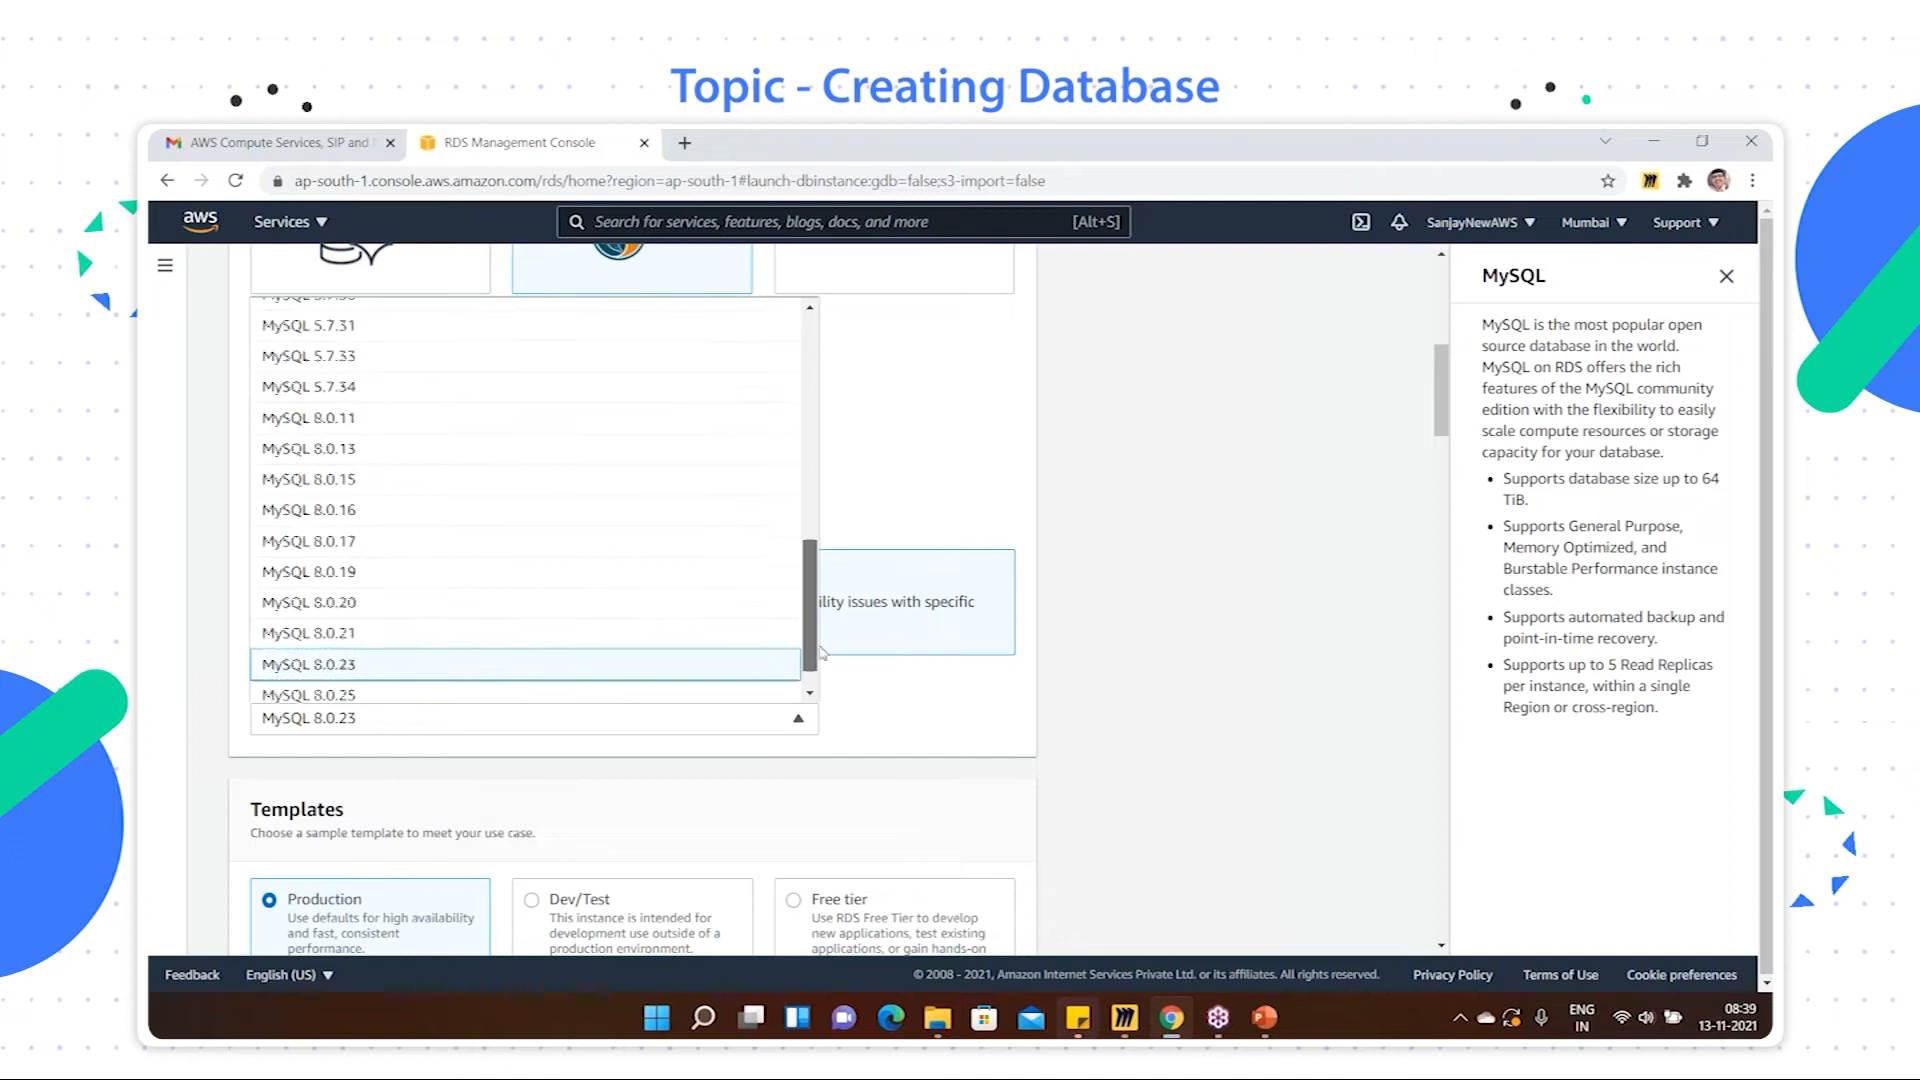 Topic - Creating Database
AWS Compute Services, SIP and
RDS Management Console
ap-south-1.console.aws.amazon.com/rds/home?region=ap-south-1#launch-dbinstance:gdb=false;s3-import=false
aws
Services
Search for services, features, blogs, docs, and more
[Alt+S]
SanjayNewAWS
Mumbai
Support
MySQL 5.7.31
MySQL 5.7.33
MySQL 5.7.34
MySQL 8.0.11
MySQL 8.0.13
MySQL 8.0.15
MySQL 8.0.16
MySQL 8.0.17
MySQL 8.0.19
MySQL 8.0.20
MySQL 8.0.21
MySQL 8.0.23
MySQL 8.0.25
MySQL 8.0.23
ility issues with specific
Templates
Choose a sample template to meet your use case.
Production
Use defaults for high availability
and fast, consistent
performance.
Dev/Test
This instance is intended for
development use outside of a
production environment.
Free tier
Use RDS Free Tier to develop
new applications, test existing
applications, or gain hands-on
MySQL
MySQL is the most popular open
source database in the world.
MySQL on RDS offers the rich
features of the MySQL community
edition with the flexibility to easily
scale compute resources or storage
capacity for your database.
• Supports database size up to 64
TiB.
• Supports General Purpose,
Memory Optimized, and
Burstable Performance instance
classes.
• Supports automated backup and
point-in-time recovery.
• Supports up to 5 Read Replicas
per instance, within a single
Region or cross-region.
Feedback
English (US)
© 2008 - 2021, Amazon Internet Services Private Ltd. or its affiliates. All rights reserved.
Privacy Policy
Terms of Use
Cookie preferences
ENG
IN
08:39
13-11-2021